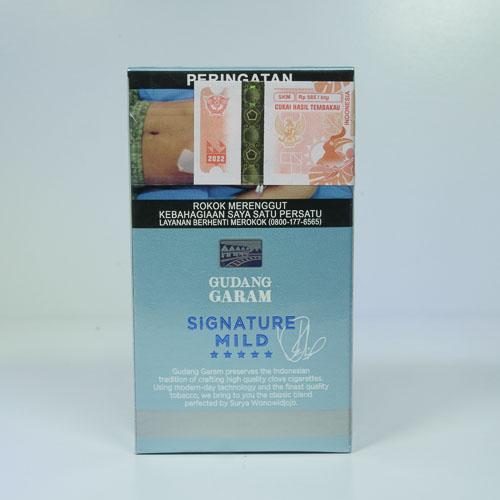 PERINGATAN
SKM
CUKAI HASIL TEMBAKAU
INDONESIA
2022
ROKOK MERENGGUT
KEBAHAGIAAN SAYA SATU PERSATU
LAYANAN BERHENTI MEROKOK (0800-177-6565)
GUDANG
GARAM
SiGNATURE
MILD
Gudang Garam preserves the Indonesian
tradition of crafting high quality clove cigarettes.
Using modern-day technology and the finest quality
tobacco, we bring to you the classic blend
perfected by Surya Wonowidjojo.